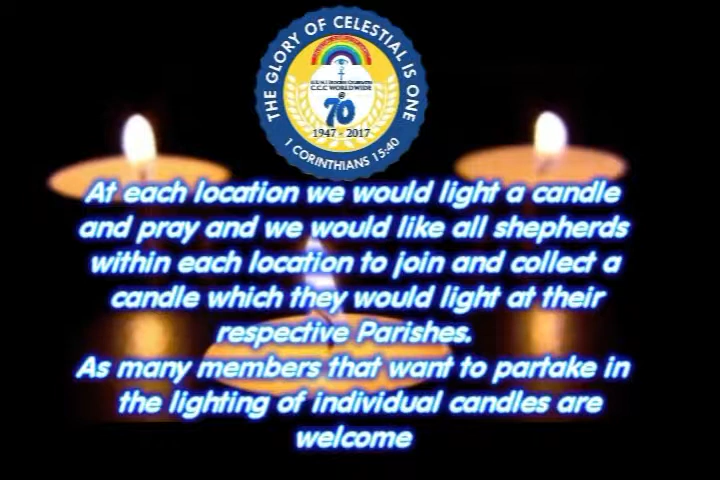 THE GLORY OF CELESTIAL IS ONE
C.C.C WORLDWIDE
@
70
1947 - 2017
1 CORINTHIANS 15:40
At each location we would light a candle
and pray and we would like all shepherds
within each location to join and collect a
candle which they would light at their
respective Parishes.
As many members that want to partake in
the lighting of individual candles are
welcome